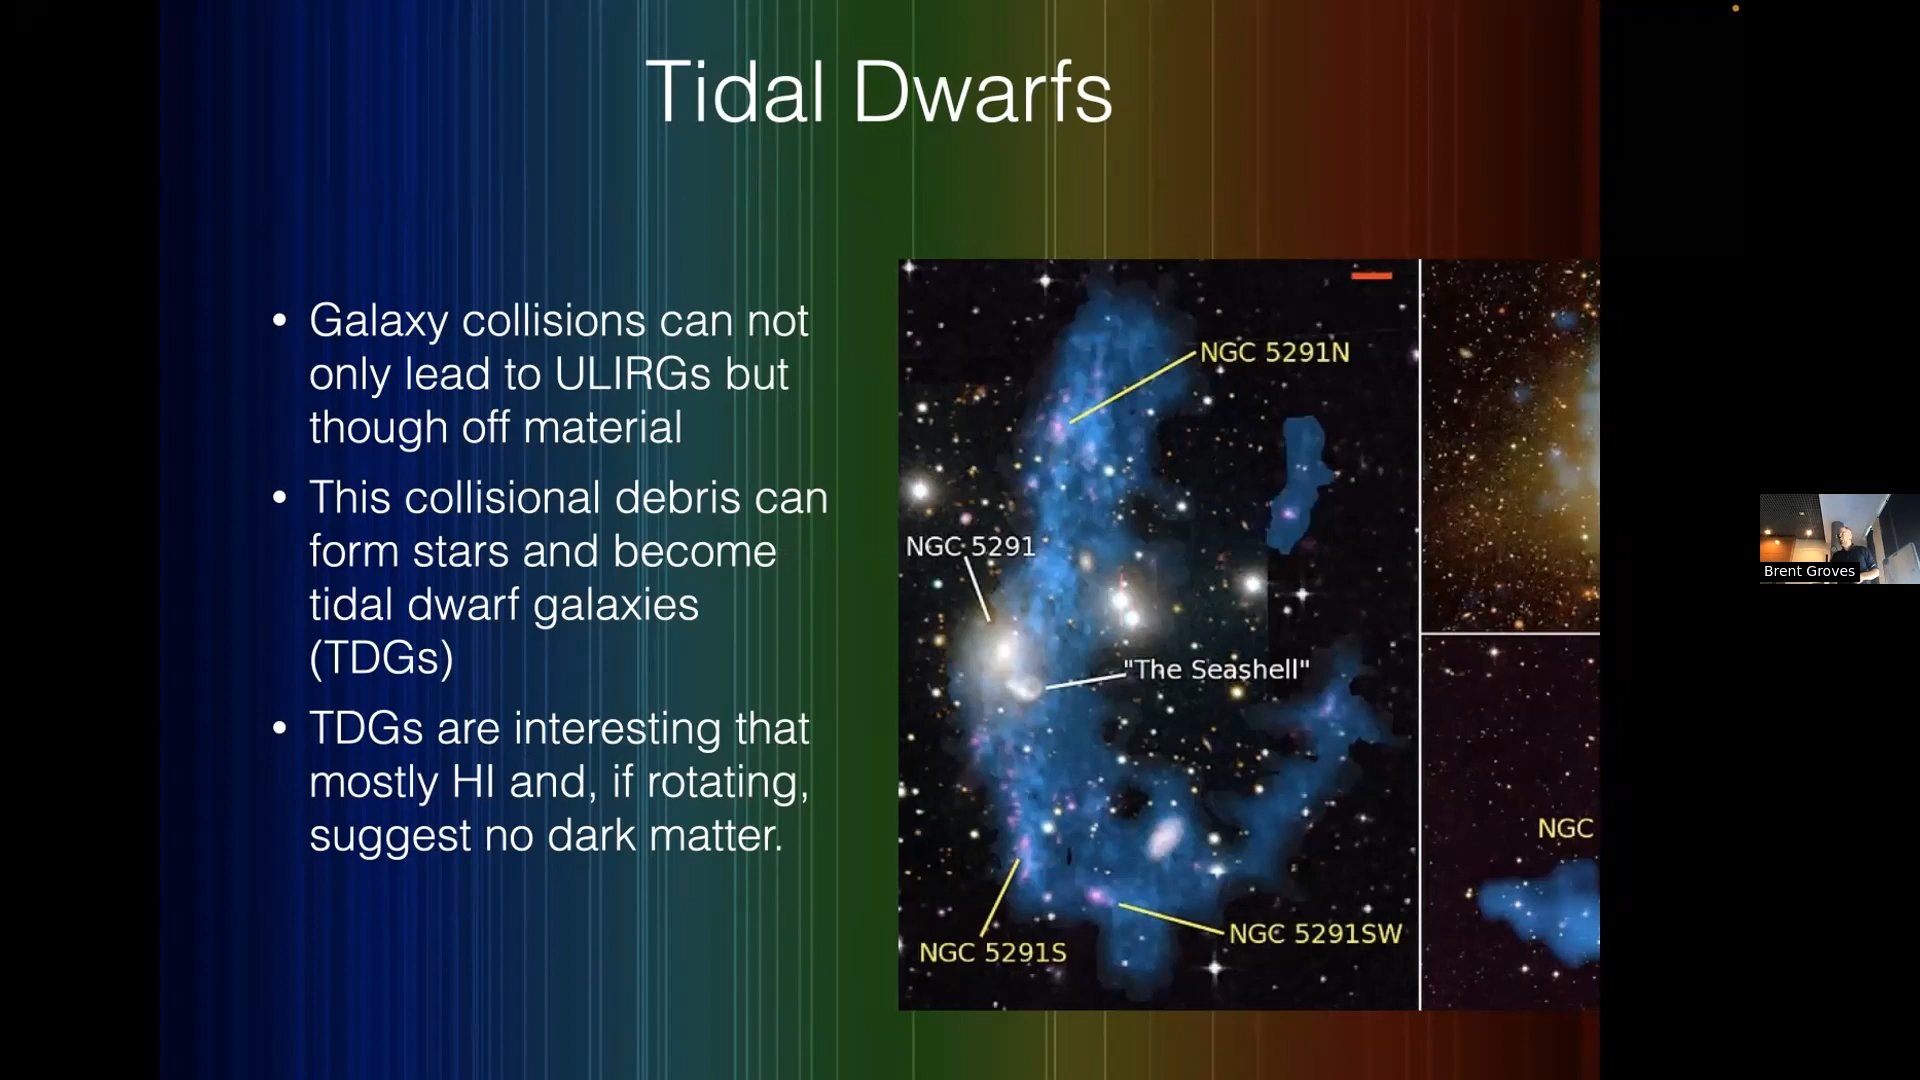 Tidal Dwarfs
• Galaxy collisions can not
only lead to ULIRGs but
though off material
• This collisional debris can
form stars and become
tidal dwarf galaxies
(TDGs)
• TDGs are interesting that
mostly HI and, if rotating,
suggest no dark matter.
NGC 5291N
NGC 5291
"The Seashell"
NGC 5291S
NGC 5291SW
NGC
Brent Groves